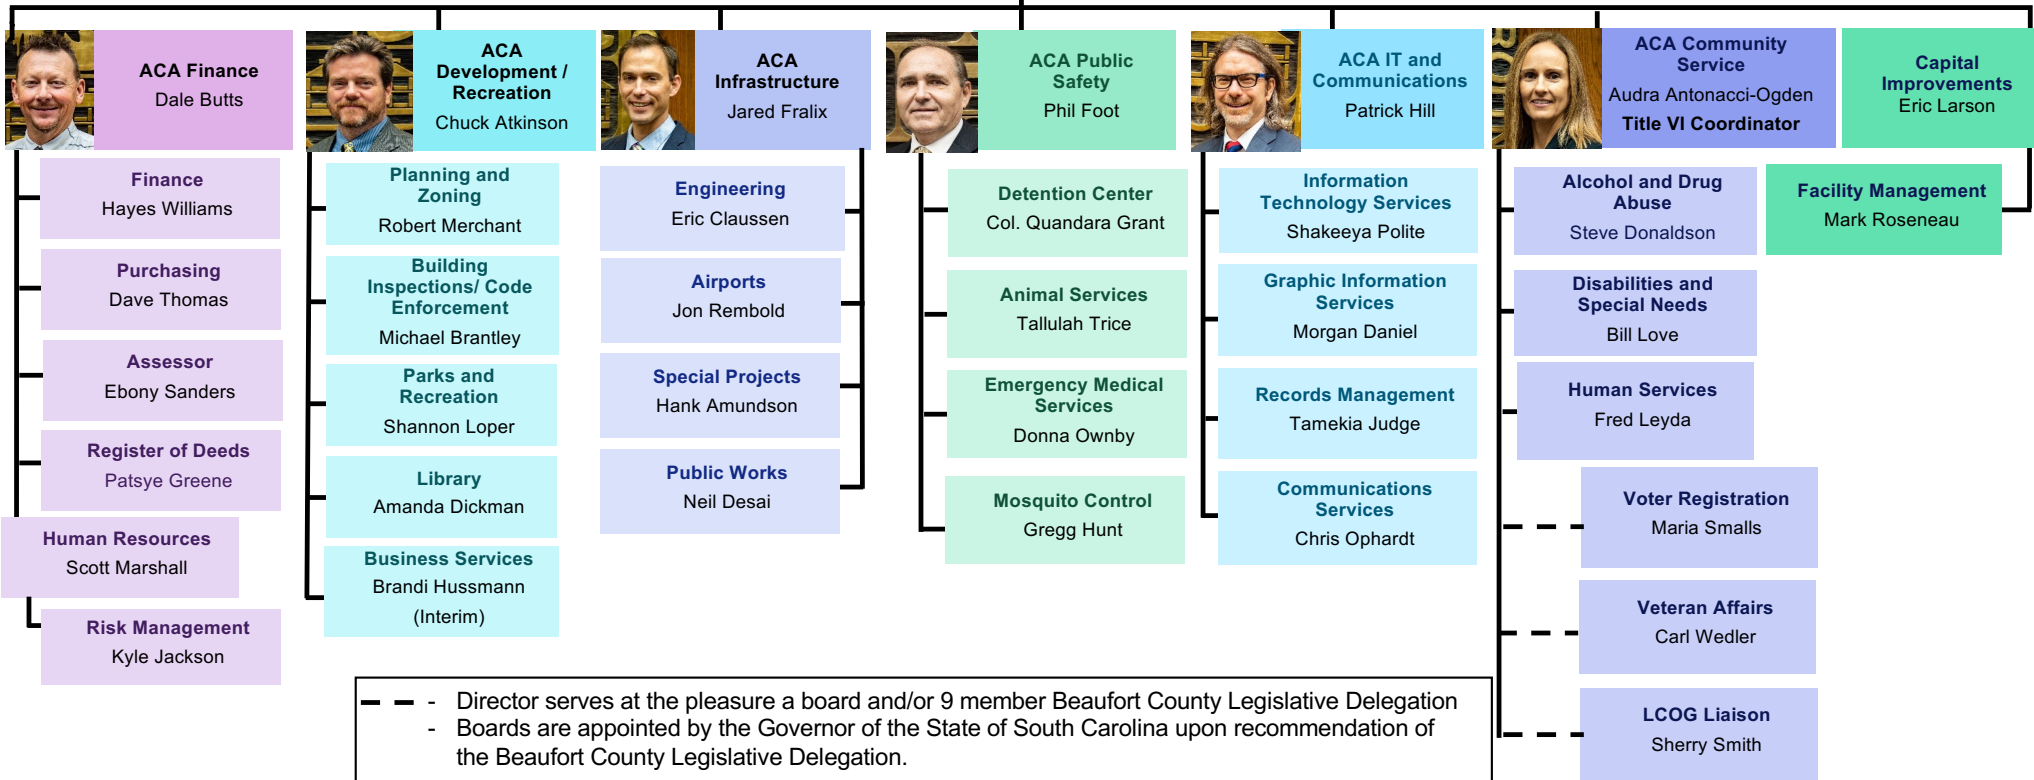 ACA Finance
Dale Butts
ACA
Development /
Recreation
Chuck Atkinson
ACA
Infrastructure
Jared Fralix
ACA Public
Safety
Phil Foot
ACA IT and
Communications
Patrick Hill
ACA Community
Service
Audra Antonacci-Ogden
Title VI Coordinator
Capital
Improvements
Eric Larson
Finance
Hayes Williams
Purchasing
Dave Thomas
Assessor
Ebony Sanders
Register of Deeds
Patsye Greene
Human Resources
Scott Marshall
Risk Management
Kyle Jackson
Planning and
Zoning
Robert Merchant
Building
Inspections/ Code
Enforcement
Michael Brantley
Parks and
Recreation
Shannon Loper
Library
Amanda Dickman
Business Services
Brandi Hussmann
(Interim)
Engineering
Eric Claussen
Airports
Jon Rembold
Special Projects
Hank Amundson
Public Works
Neil Desai
Detention Center
Col. Quandara Grant
Animal Services
Tallulah Trice
Emergency Medical
Services
Donna Ownby
Mosquito Control
Gregg Hunt
Information
Technology Services
Shakeeya Polite
Graphic Information
Services
Morgan Daniel
Records Management
Tamekia Judge
Communications
Services
Chris Ophardt
Alcohol and Drug
Abuse
Steve Donaldson
Disabilities and
Special Needs
Bill Love
Human Services
Fred Leyda
Voter Registration
Maria Smalls
Veteran Affairs
Carl Wedler
LCOG Liaison
Sherry Smith
Facility Management
Mark Roseneau
- Director serves at the pleasure a board and/or 9 member Beaufort County Legislative Delegation
- Boards are appointed by the Governor of the State of South Carolina upon recommendation of
the Beaufort County Legislative Delegation.